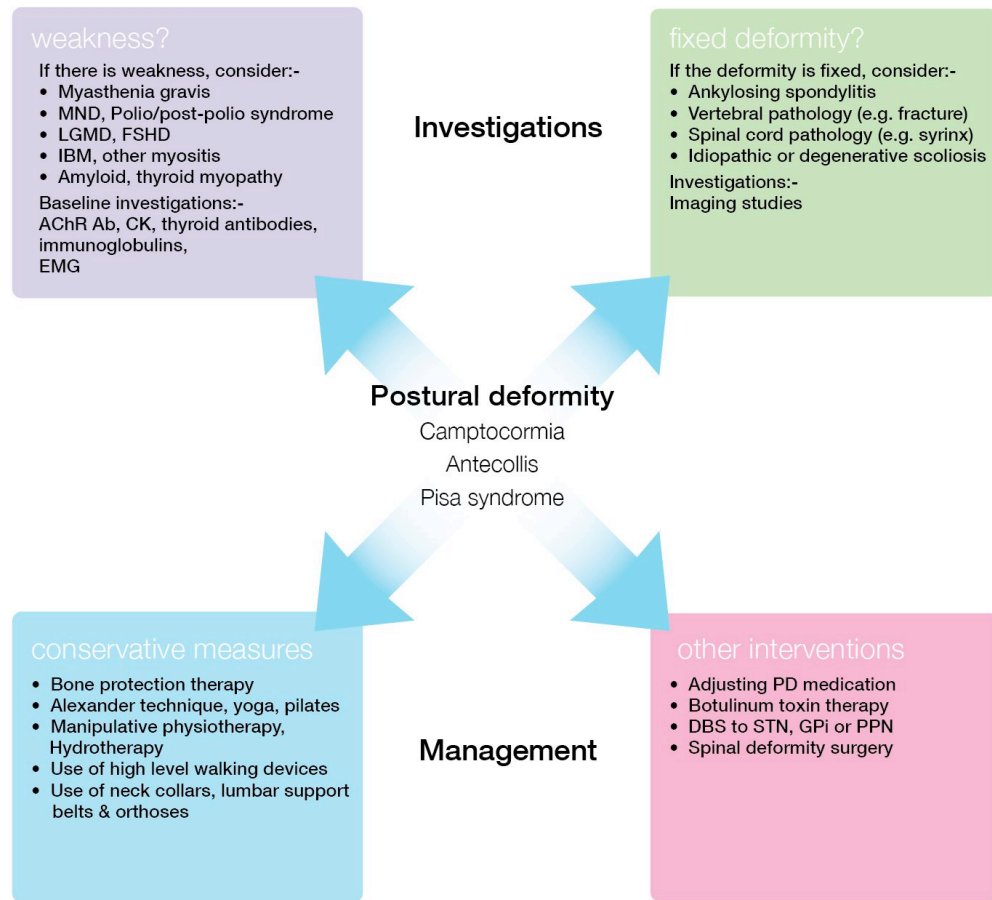 weakness?
If there is weakness, consider:-
• Myasthenia gravis
• MND, Polio/post-polio syndrome
• LGMD, FSHD
• IBM, other myositis
• Amyloid, thyroid myopathy
Baseline investigations:-
AChR Ab, CK, thyroid antibodies,
immunoglobulins,
EMG
Investigations
fixed deformity?
If the deformity is fixed, consider:-
• Ankylosing spondylitis
• Vertebral pathology (e.g. fracture)
• Spinal cord pathology (e.g. syrinx)
• Idiopathic or degenerative scoliosis
Investigations:-
Imaging studies
Postural deformity
Camptocormia
Antecollis
Pisa syndrome
conservative measures
• Bone protection therapy
• Alexander technique, yoga, pilates
• Manipulative physiotherapy,
Hydrotherapy
• Use of high level walking devices
• Use of neck collars, lumbar support
belts & orthoses
Management
other interventions
• Adjusting PD medication
• Botulinum toxin therapy
• DBS to STN, GPi or PPN
• Spinal deformity surgery